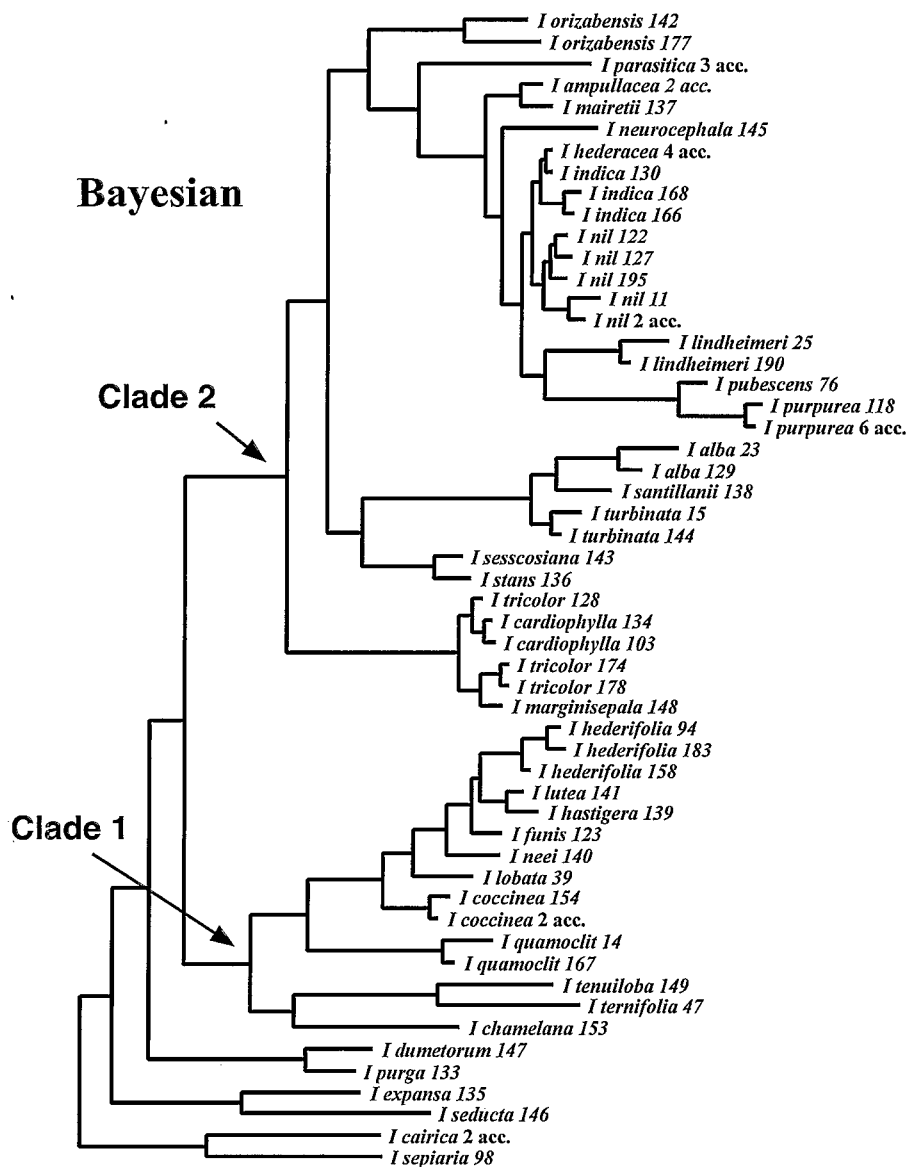 I orizabensis 142
I orizabensis 177
I parasitica 3 acc.
I ampullacea 2 acc.
I mairetii 137
I neurocephala 145
I hederacea 4 acc.
I indica 130
Bayesian
I indica 168
I indica 166
I nil 122
I nil 127
I nil 195
I nil 11
I nil 2 acc.
I lindheimeri 25
I lindheimeri 190
I pubescens 76
Clade 2
I purpurea 118
I purpurea 6 acc.
I alba 23
I alba 129
I santillanii 138
I turbinata 15
I turbinata 144
I sesscosiana 143
I stans 136
I tricolor 128
I cardiophylla 134
I cardiophylla 103
I tricolor 174
I tricolor 178
I marginisepala 148
I hederifolia 94
I hederifolia 183
I hederifolia 158
I lutea 141
I hastigera 139
Clade 1
I funis 123
I neei 140
I lobata 39
I coccinea 154
I coccinea 2 acc.
I quamoclit 14
I quamoclit 167
I tenuiloba 149
I ternifolia 47
I chamelana 153
I dumetorum 147
I purga 133
I expansa 135
I seducta 146
I cairica 2 acc.
I sepiaria 98